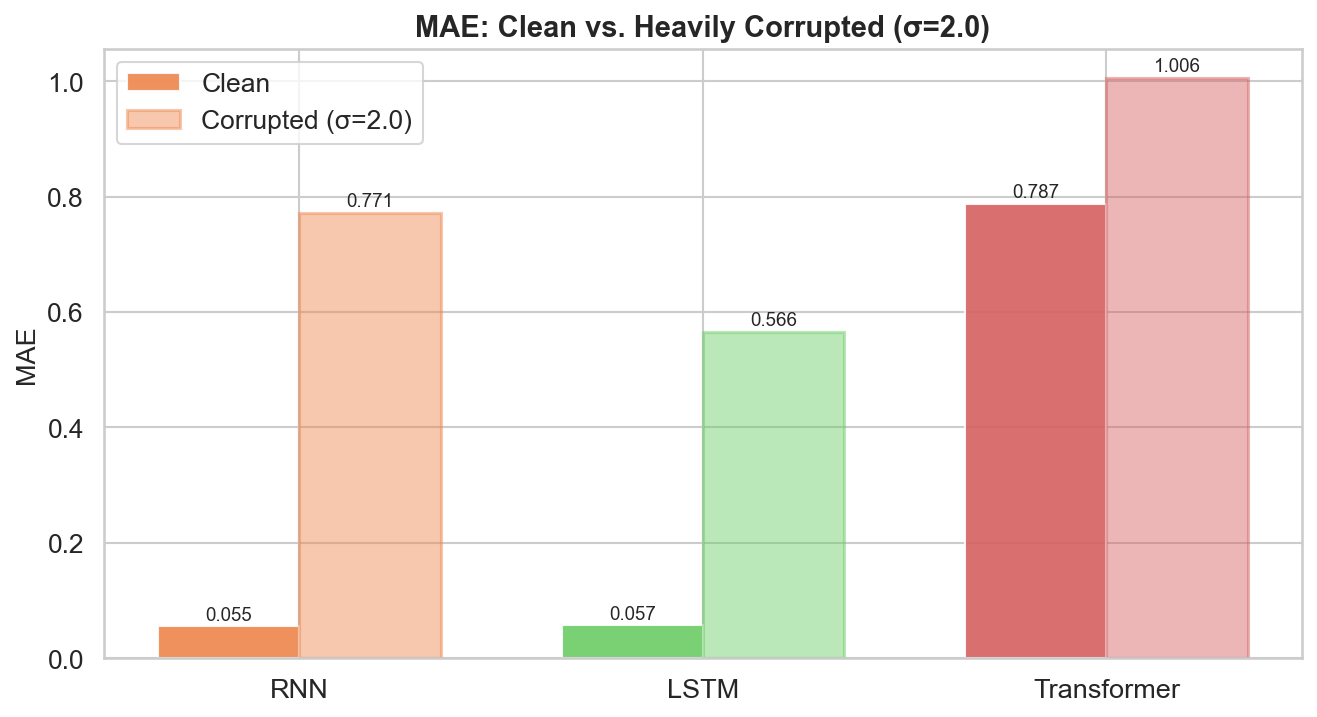 MAE: Clean vs. Heavily Corrupted (σ=2.0)
Clean
Corrupted (σ=2.0)
MAE
1.0
0.8
0.6
0.4
0.2
0.0
0.055
0.771
0.057
0.566
0.787
1.006
RNN
LSTM
Transformer